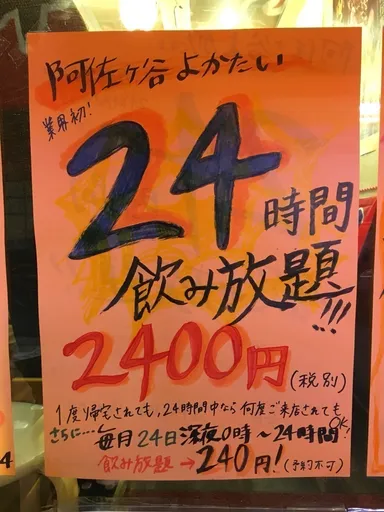 阿佐ヶ谷よかたい
業界初!
24
時間
飲み放題!!!
2400円(税別)
1度帰宅されても,24時間中なら何度ご来店されてもOK!
さらに…
毎月24日深夜0時〜24時間!
飲み放題→240円!(予約不可)
4